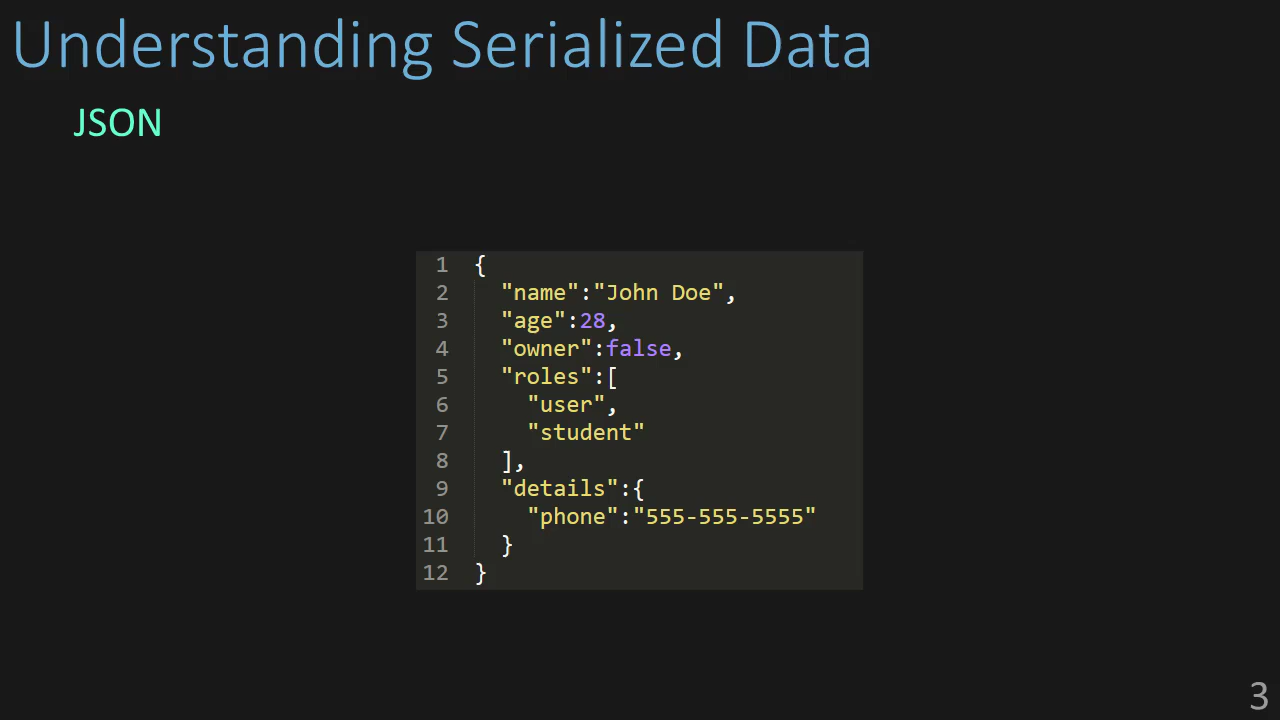 Understanding Serialized Data
JSON
1 {
2   "name":"John Doe",
3   "age":28,
4   "owner":false,
5   "roles":[
6     "user",
7     "student"
8   ],
9   "details":{
10     "phone":"555-555-5555"
11   }
12 }
3